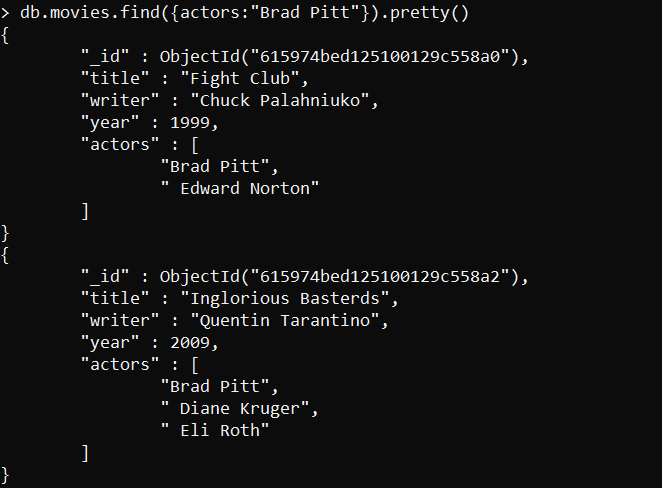 > db.movies.find({actors:"Brad Pitt"}).pretty()
{
        "_id" : ObjectId("615974bed125100129c558a0"),
        "title" : "Fight Club",
        "writer" : "Chuck Palahniuko",
        "year" : 1999,
        "actors" : [
                "Brad Pitt",
                " Edward Norton"
        ]
}
{
        "_id" : ObjectId("615974bed125100129c558a2"),
        "title" : "Inglorious Basterds",
        "writer" : "Quentin Tarantino",
        "year" : 2009,
        "actors" : [
                "Brad Pitt",
                " Diane Kruger",
                " Eli Roth"
        ]
}